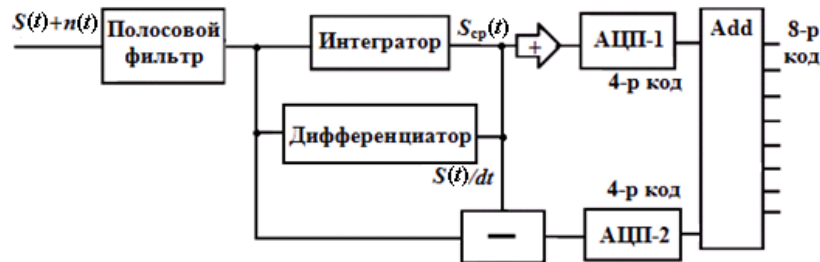 S(t)+n(t)
Полосовой
фильтр
Интегратор
Sср(t)
+
АЦП-1
4-р код
Add
8-р
код
Дифференциатор
S(t)/dt
4-р код
−
АЦП-2